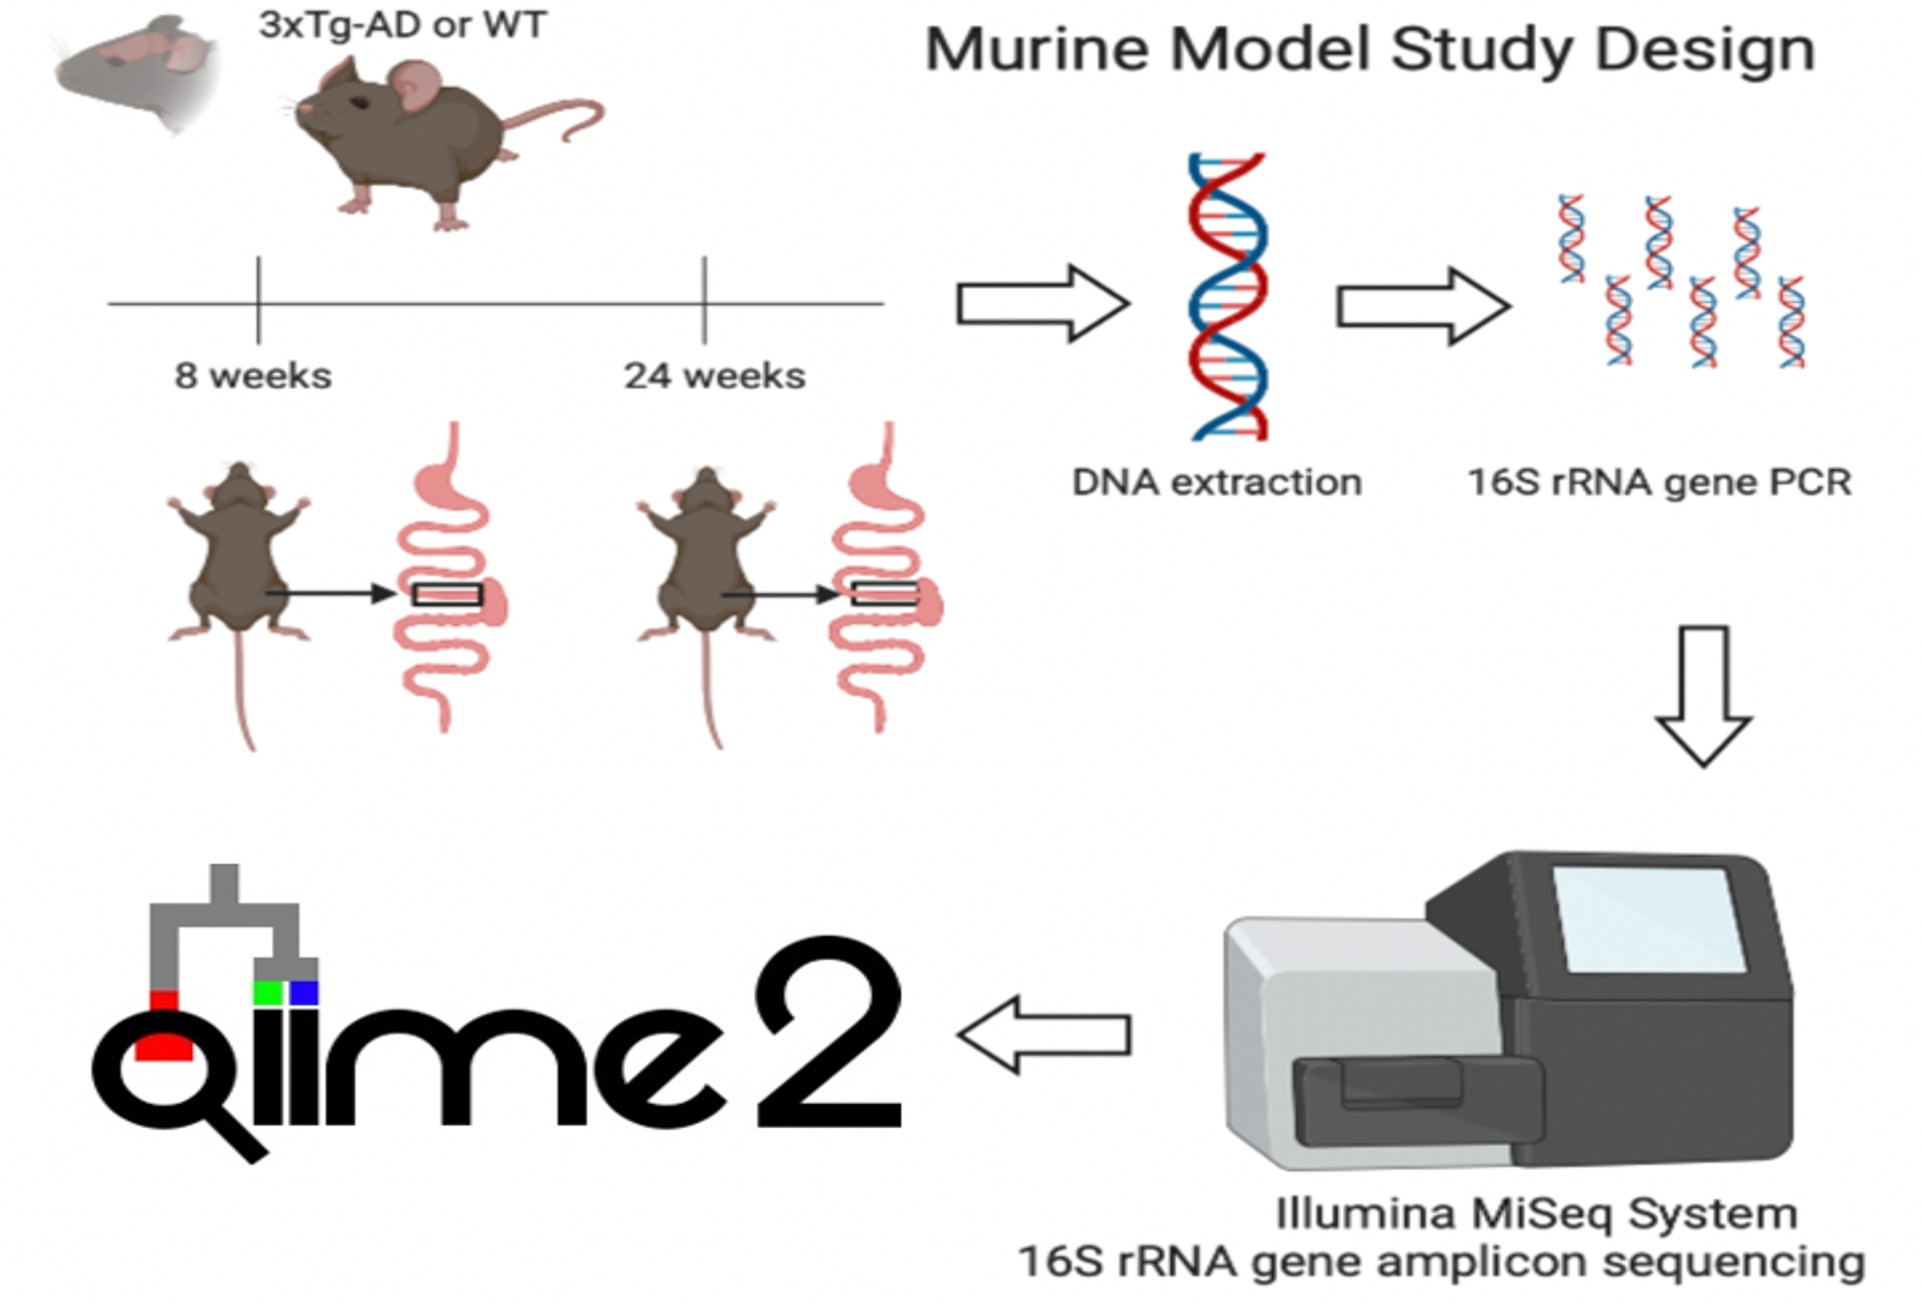 3xTg-AD or WT
Murine Model Study Design
8 weeks
24 weeks
DNA extraction
16S rRNA gene PCR
Qiime2
Illumina MiSeq System
16S rRNA gene amplicon sequencing